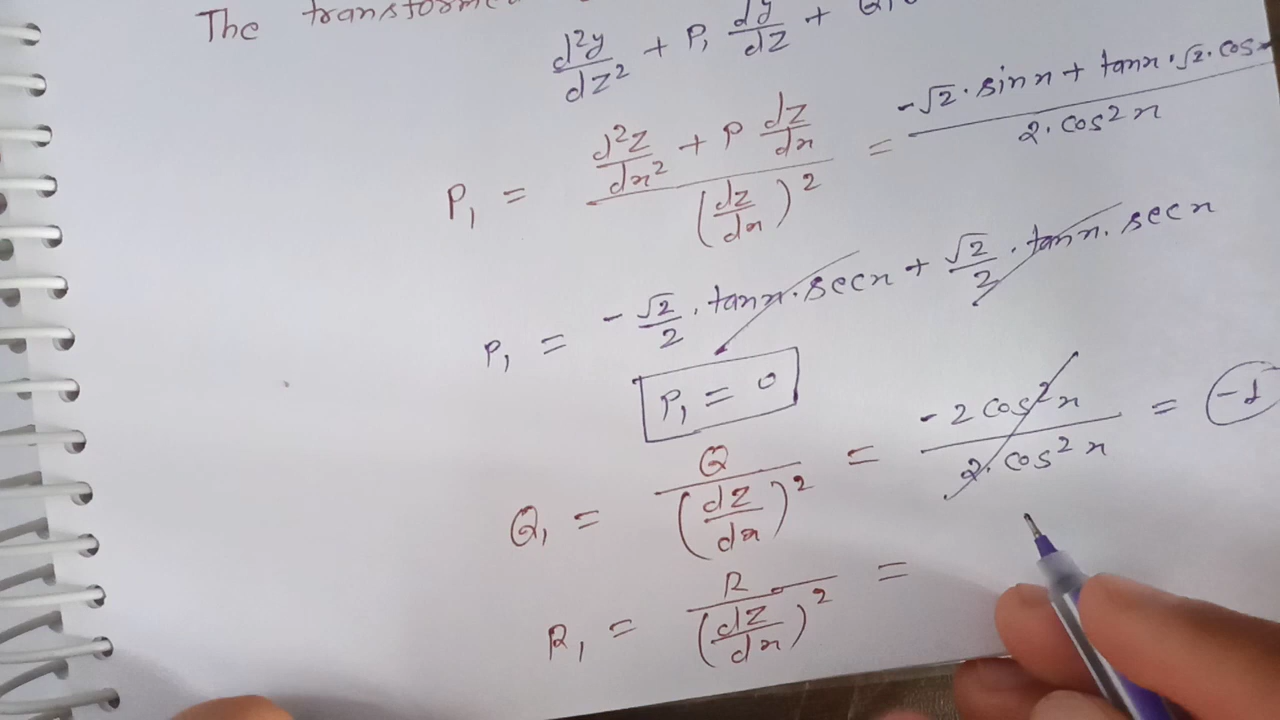 The transforme
d²y/dz² + P₁ dy/dz +
P₁ = (d²z/dx² + P dz/dx)/(dz/dx)² = (-√2·sinx + tanx·√2·cosx)/(2·cos²x)
P₁ = -√2/2 · tanx·secx + √2/2 · tanx·secx
P₁ = 0
Q₁ = Q/(dz/dx)² = -2cos²x/2·cos²x = -1
R₁ = R/(dz/dx)² =